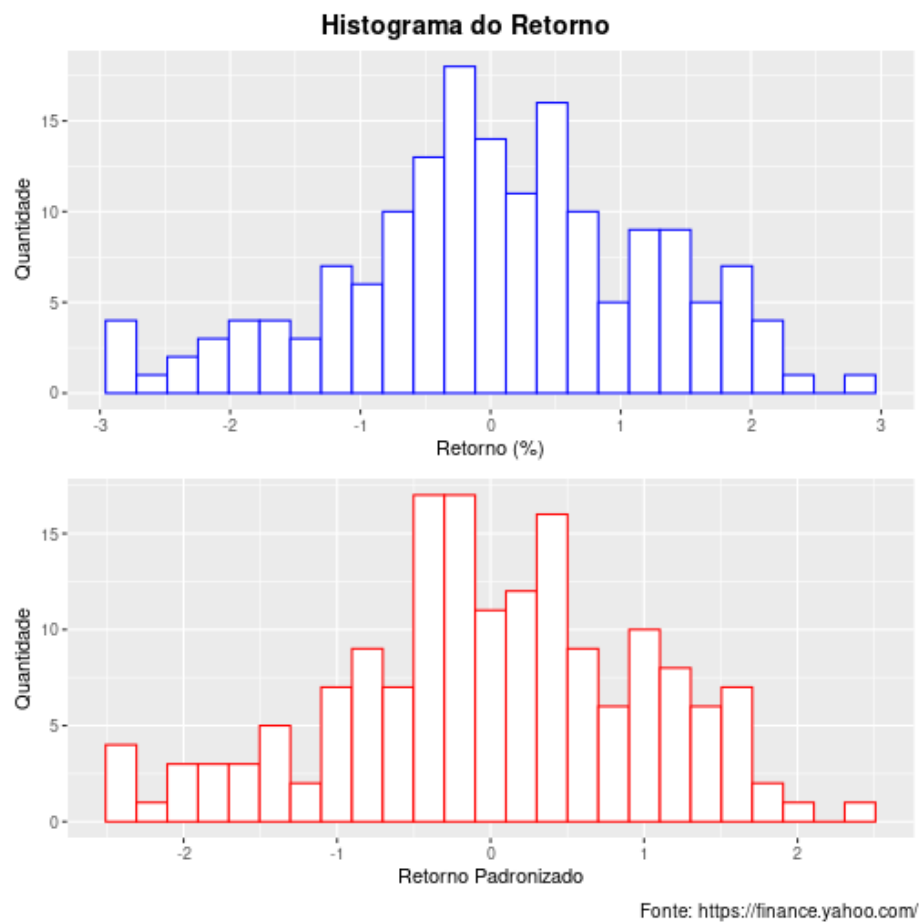 Histograma do Retorno
Quantidade
15
10
5
0
-3 -2 -1 0 1 2 3
Retorno (%)
Quantidade
15
10
5
0
-2 -1 0 1 2
Retorno Padronizado
Fonte: https://finance.yahoo.com/